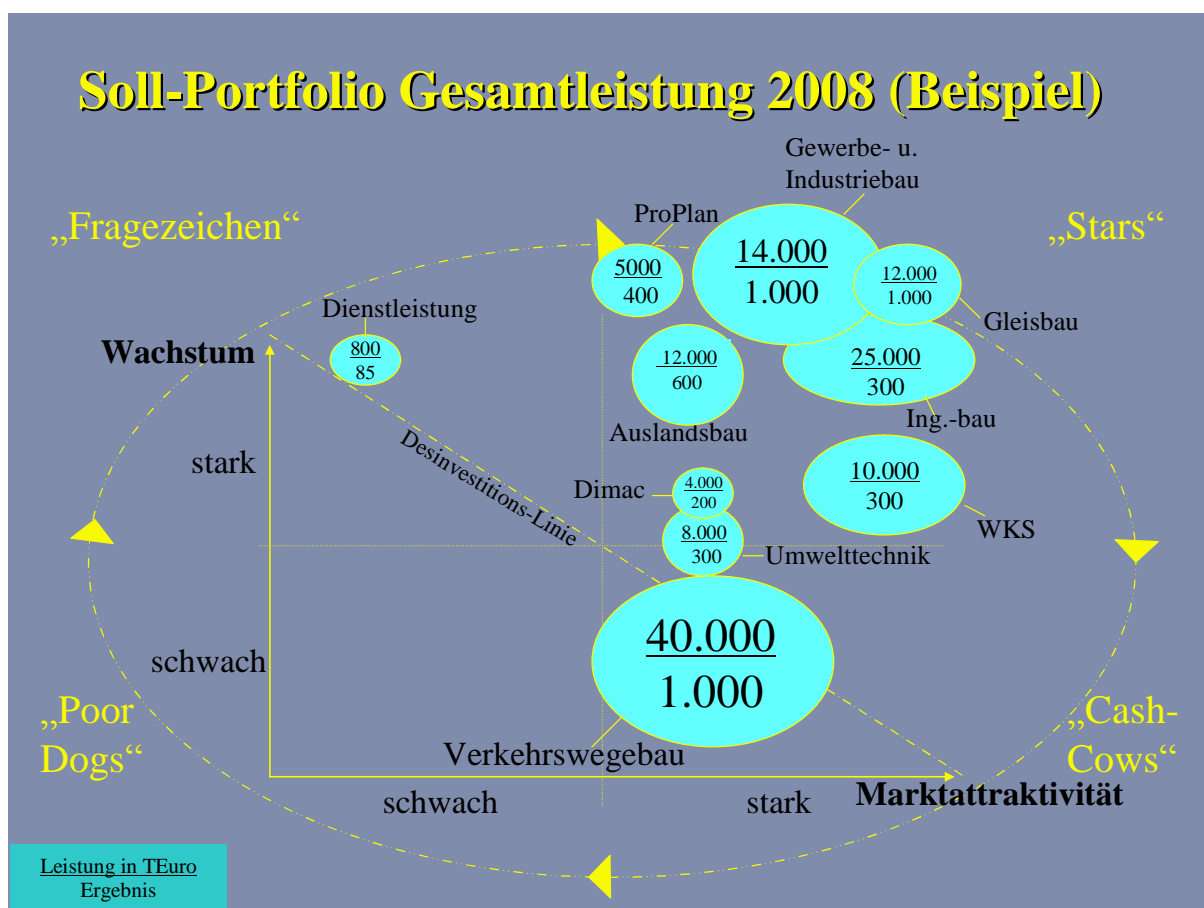 Soll-Portfolio Gesamtleistung 2008 (Beispiel)
Gewerbe- u.
Industriebau
ProPlan
„Fragezeichen“
„Stars“
14.000
1.000
5000
400
12.000
1.000
Dienstleistung
Gleisbau
Wachstum
800
85
12.000
600
25.000
300
Ing.-bau
Auslandsbau
Desinvestitions-Linie
stark
Dimac
4.000
200
10.000
300
WKS
8.000
300
Umwelttechnik
40.000
1.000
schwach
„Poor
Dogs“
„Cash-
Cows“
Verkehrswegebau
schwach
stark
Marktattraktivität
Leistung in TEuro
Ergebnis